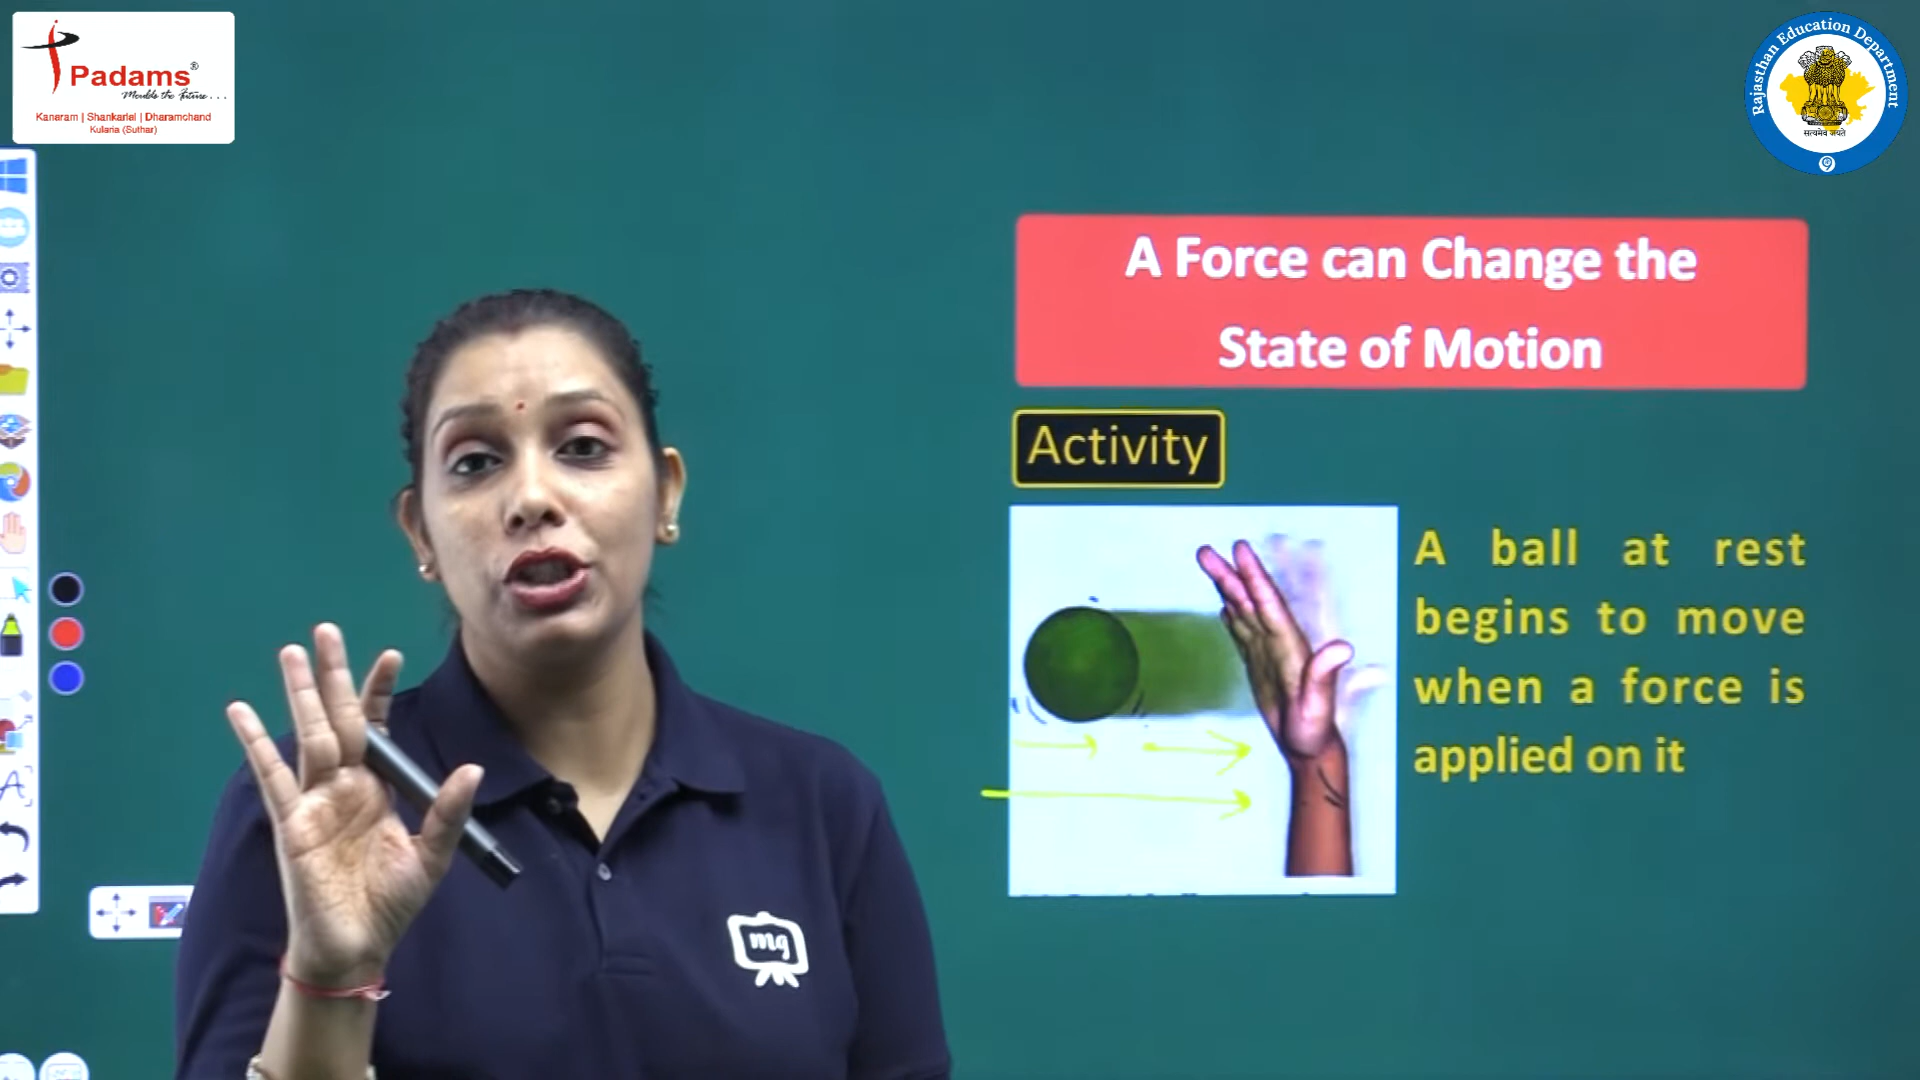 Padams®
Moulds the Future...
Kanaram | Shankarlal | Dharamchand
Kularia (Suthar)
Rajasthan Education Department
सत्यमेव जयते
A Force can Change the
State of Motion
Activity
A ball at rest
begins to move
when a force is
applied on it
mg
A